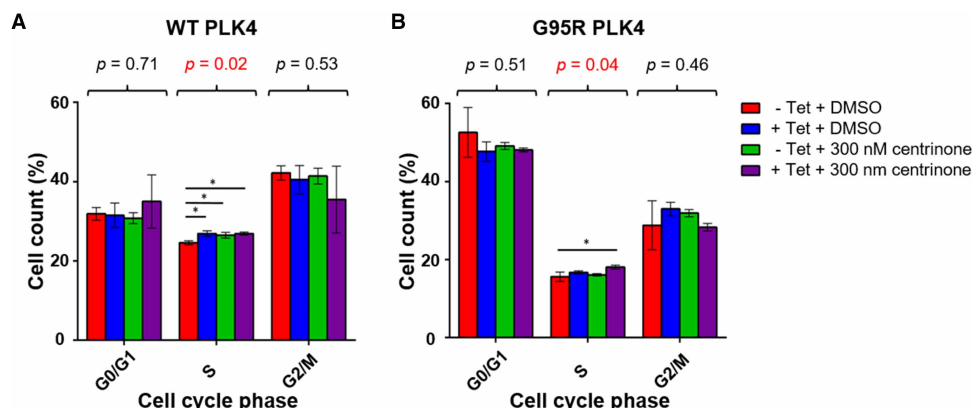 A
WT PLK4
p = 0.71
p = 0.02
p = 0.53
Cell count (%)
60
40
20
0
*
*
*
G0/G1
S
G2/M
Cell cycle phase
B
G95R PLK4
p = 0.51
p = 0.04
p = 0.46
Cell count (%)
60
40
20
0
*
G0/G1
S
G2/M
Cell cycle phase
- Tet + DMSO
+ Tet + DMSO
- Tet + 300 nM centrinone
+ Tet + 300 nm centrinone